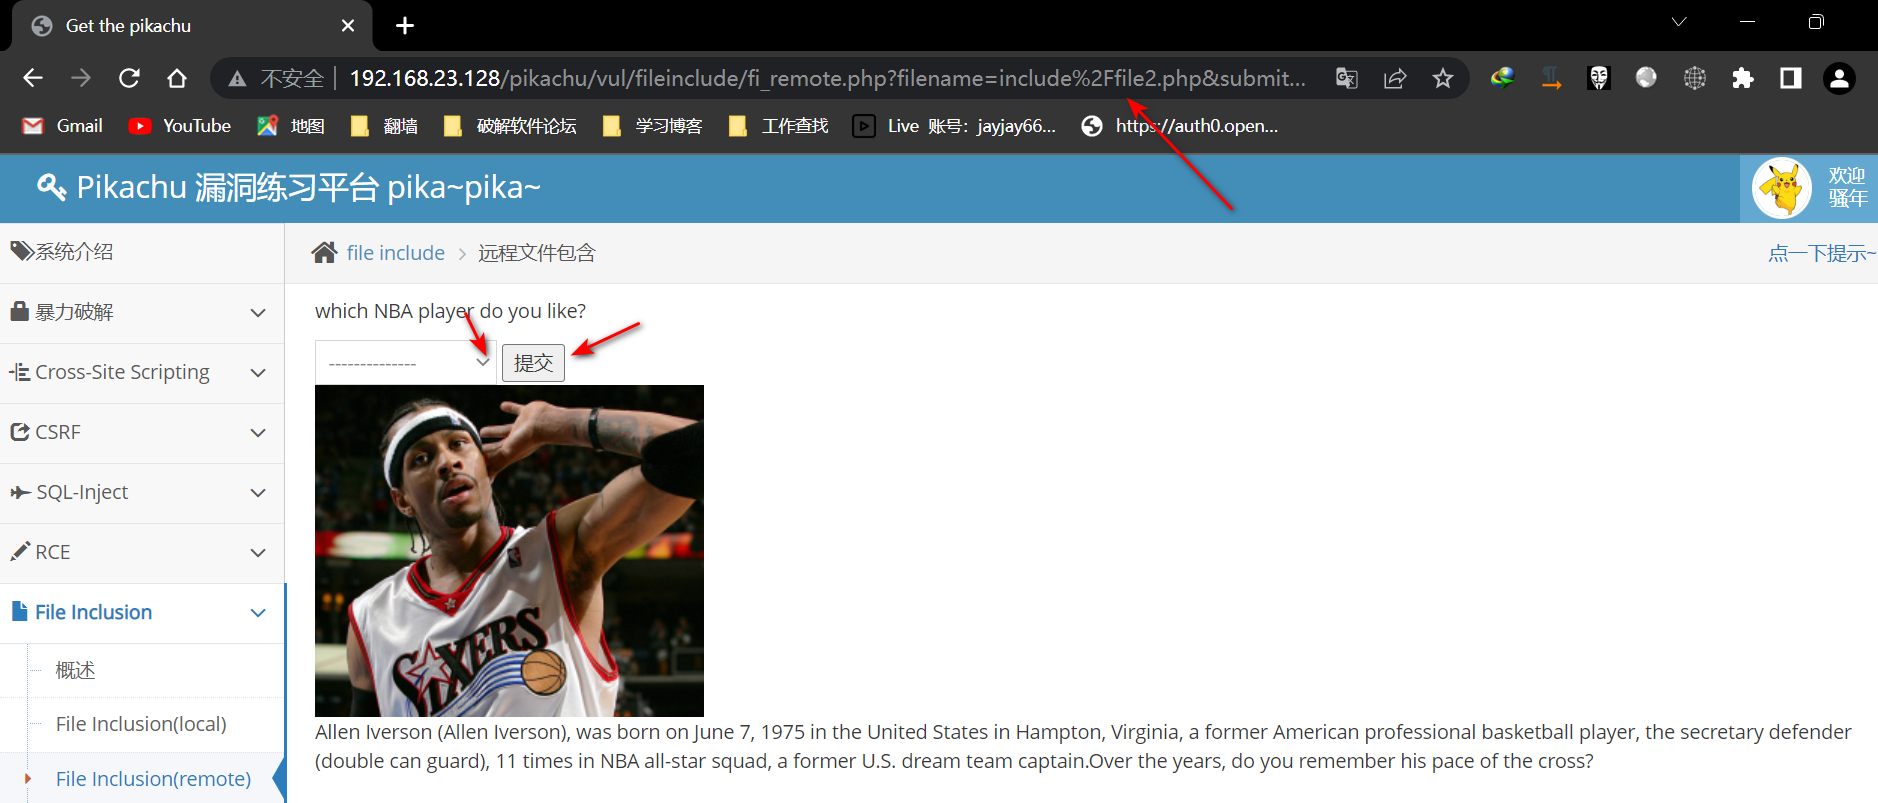 Get the pikachu
不安全 192.168.23.128/pikachu/vul/fileinclude/fi_remote.php?filename=include%2Ffile2.php&submit...
Gmail YouTube 地图 翻墙 破解软件论坛 学习博客 工作查找 Live 账号：jayjay66... https://auth0.open...
Pikachu 漏洞练习平台 pika~pika~
欢迎
骚年
系统介绍
file include > 远程文件包含
点一下提示~
暴力破解
which NBA player do you like?
--------------
提交
Cross-Site Scripting
CSRF
SQL-Inject
RCE
File Inclusion
SIXERS
概述
File Inclusion(local)
Allen Iverson (Allen Iverson), was born on June 7, 1975 in the United States in Hampton, Virginia, a former American professional basketball player, the secretary defender
(double can guard), 11 times in NBA all-star squad, a former U.S. dream team captain.Over the years, do you remember his pace of the cross?
File Inclusion(remote)